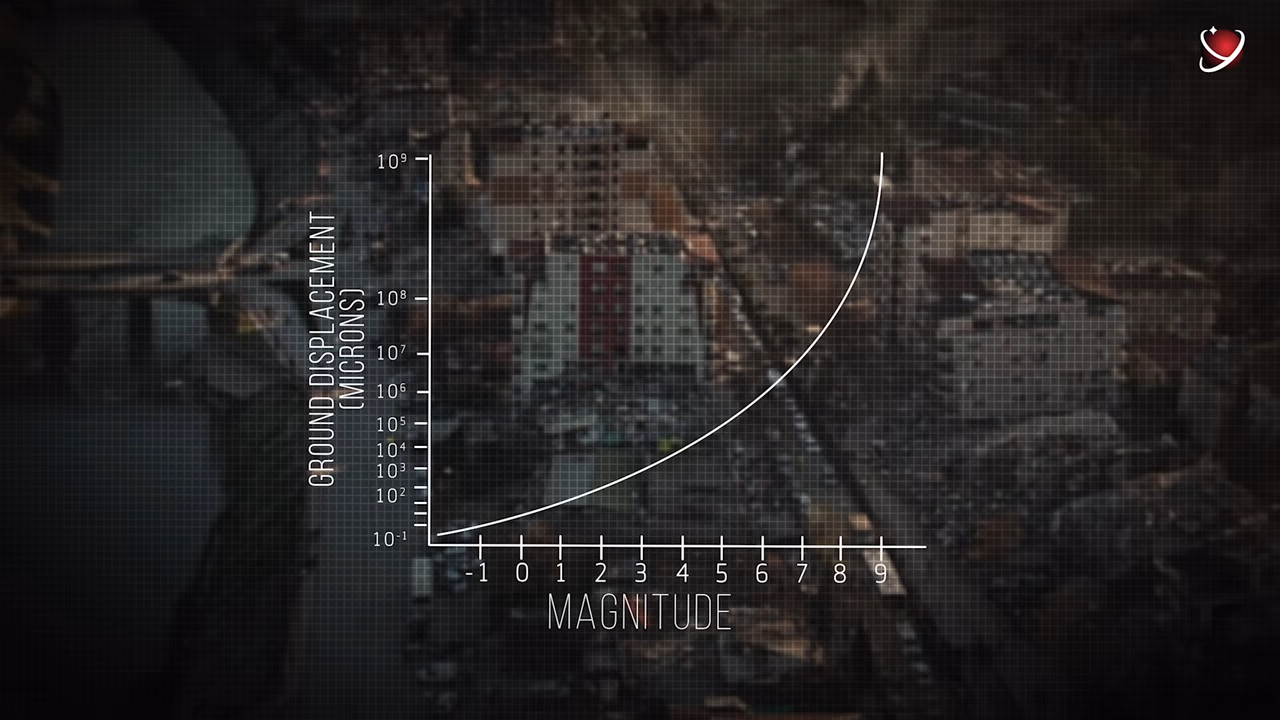 GROUND DISPLACEMENT
(MICRONS)
10⁹
10⁸
10⁷
10⁶
10⁵
10⁴
10³
10²
10⁻¹
-1 0 1 2 3 4 5 6 7 8 9
MAGNITUDE